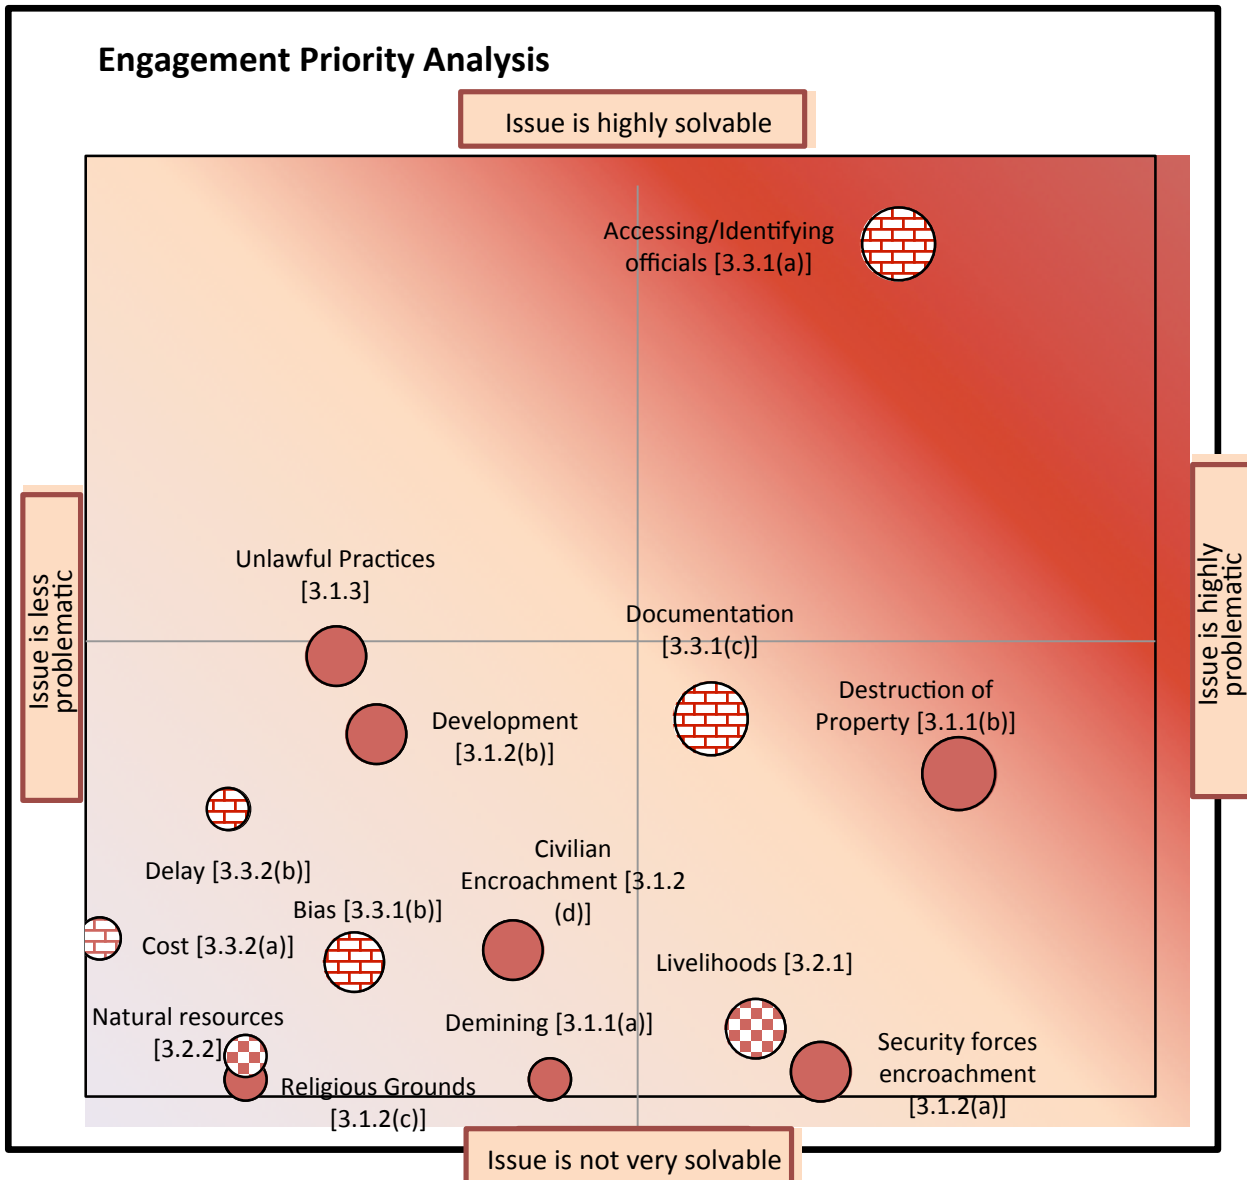 Engagement Priority Analysis
Issue is highly solvable
Accessing/Identifying
officials [3.3.1(a)]
Issue is less
problematic
Issue is highly
problematic
Unlawful Practices
[3.1.3]
Documentation
[3.3.1(c)]
Destruction of
Property [3.1.1(b)]
Development
[3.1.2(b)]
Delay [3.3.2(b)]
Civilian
Encroachment [3.1.2
(d)]
Bias [3.3.1(b)]
Cost [3.3.2(a)]
Livelihoods [3.2.1]
Natural resources
[3.2.2]
Demining [3.1.1(a)]
Security forces
encroachment
[3.1.2(a)]
Religious Grounds
[3.1.2(c)]
Issue is not very solvable